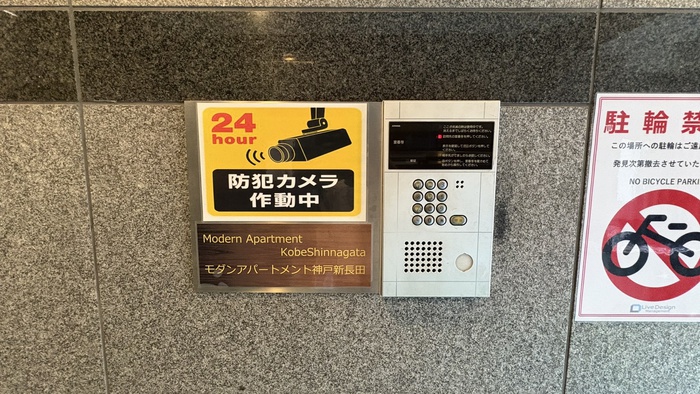 24
hour
防犯カメラ
作動中
Modern Apartment
KobeShinnagata
モダンアパートメント神戸新長田
駐輪禁
この場所への駐輪はご遠
発見次第撤去させていた
NO BICYCLE PARKI
LiveDesign